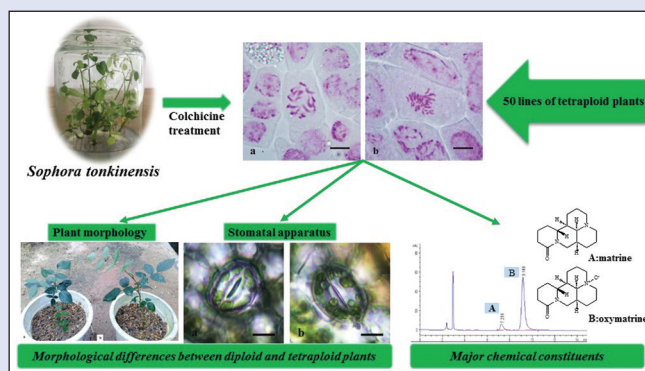 Sophora tonkinensis
Colchicine
treatment
a
b
50 lines of tetraploid plants
Plant morphology
Stomatal apparatus
b
Morphological differences between diploid and tetraploid plants
A
B
Major chemical constituents
A:matrine
B:oxymatrine